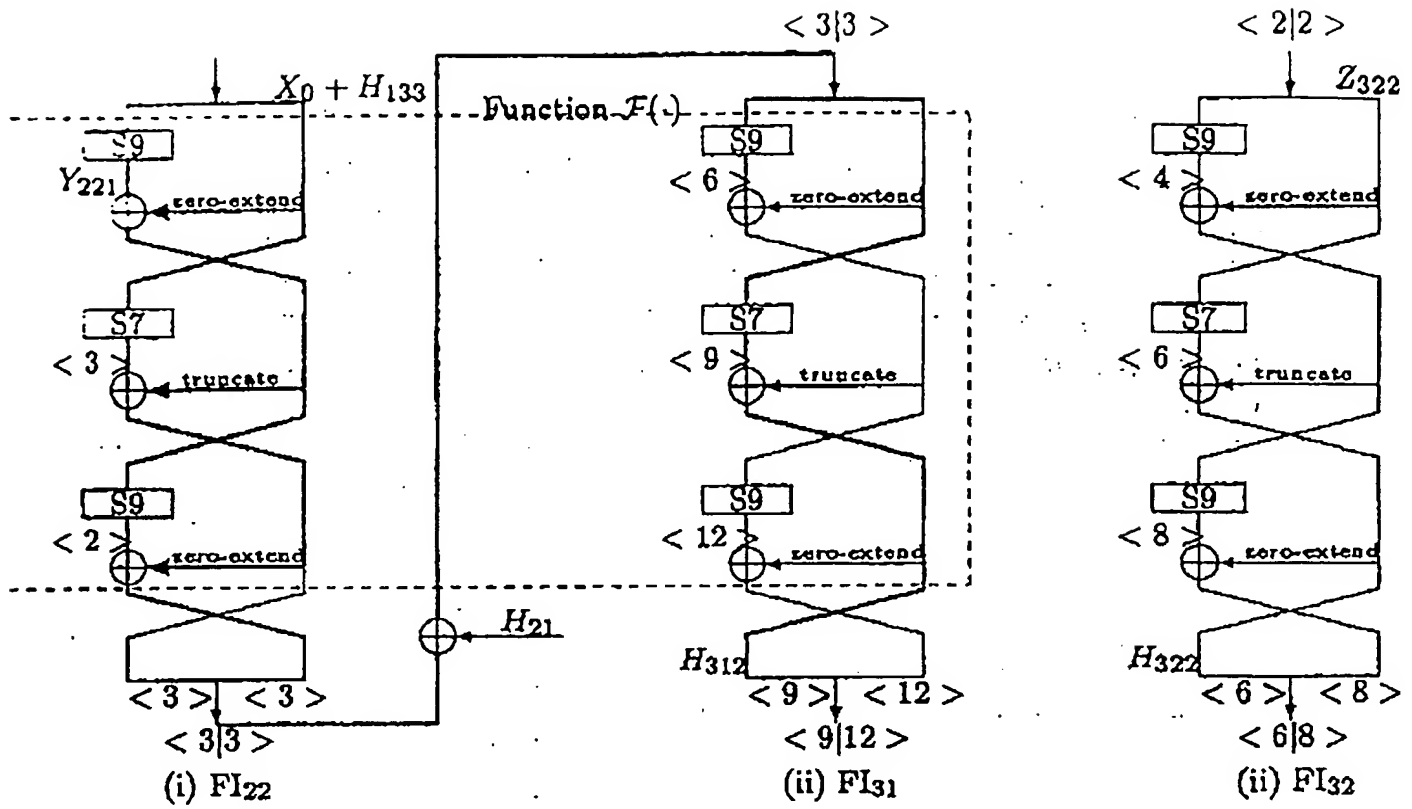 < 3|3 >
< 2|2 >
X₀ + H₁₃₃
Function F(.)
Z₃₂₂
S9
S9
S9
Y₂₂₁
< 6 >
< 4 >
zero-extend
zero-extend
zero-extend
S7
S7
S7
< 3 >
< 9 >
< 6 >
truncate
truncate
truncate
S9
S9
S9
< 2 >
< 12 >
< 8 >
zero-extend
zero-extend
zero-extend
H₂₁
H₃₁₂
H₃₂₂
< 3 > < 3 >
< 9 > < 12 >
< 6 > < 8 >
< 3|3 >
< 9|12 >
< 6|8 >
(i) FI₂₂
(ii) FI₃₁
(ii) FI₃₂